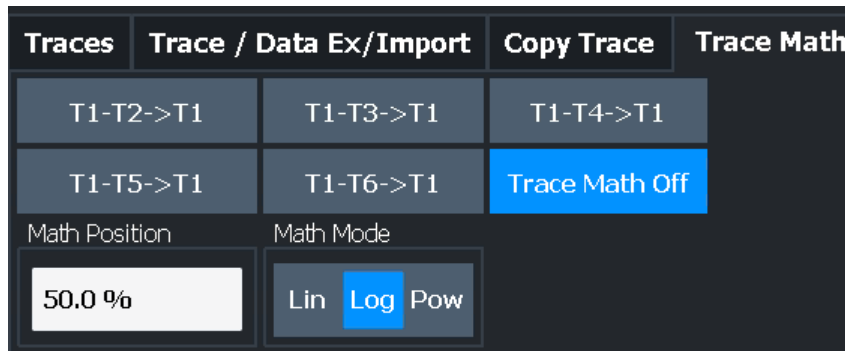 Traces Trace / Data Ex/Import Copy Trace Trace Math
T1-T2->T1 T1-T3->T1 T1-T4->T1
T1-T5->T1 T1-T6->T1 Trace Math Off
Math Position Math Mode
50.0 % Lin Log Pow